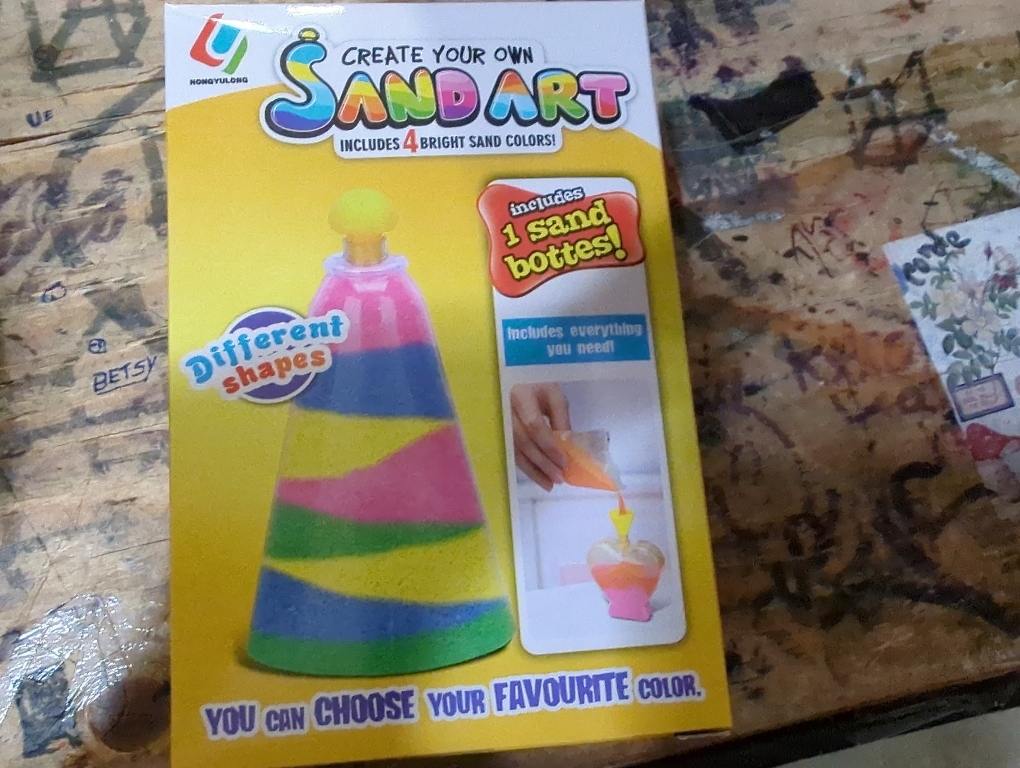 HONGYULONG
CREATE YOUR OWN
SAND ART
INCLUDES 4 BRIGHT SAND COLORS!
includes
1 sand
bottes!
Different
shapes
Includes everything
you need!
YOU CAN CHOOSE YOUR FAVOURITE COLOR.
BETSY